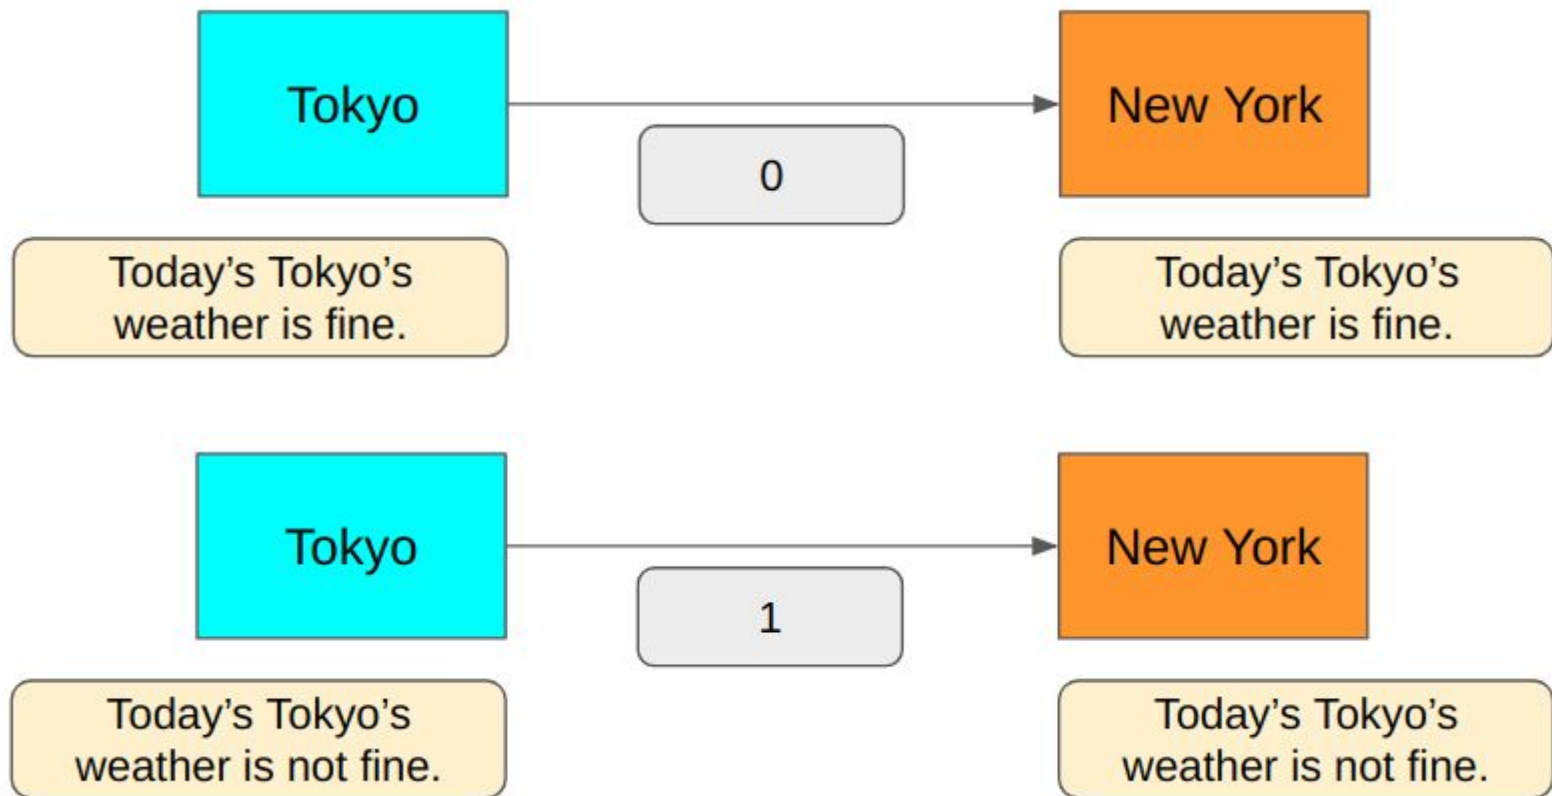 Tokyo
New York
0
Today’s Tokyo’s
weather is fine.
Today’s Tokyo’s
weather is fine.
Tokyo
New York
1
Today’s Tokyo’s
weather is not fine.
Today’s Tokyo’s
weather is not fine.